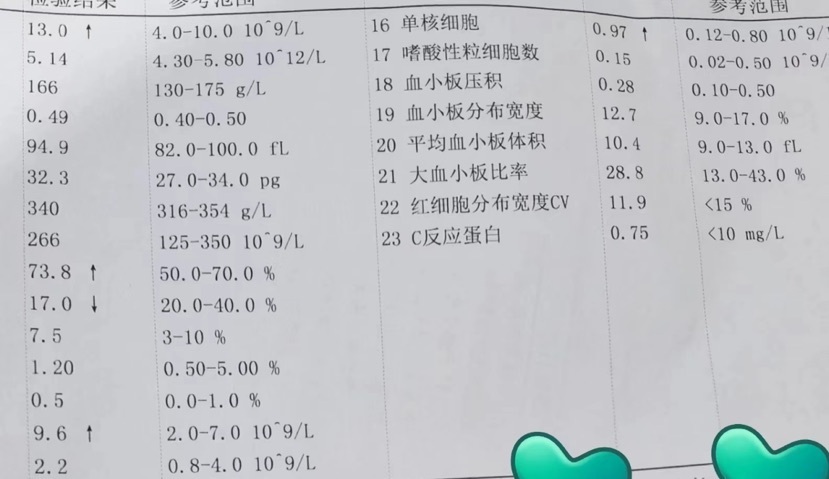 检验结果 参考范围 参考范围
13.0 ↑ 4.0-10.0 10^9/L 16 单核细胞 0.97 ↑ 0.12-0.80 10^9/
5.14 4.30-5.80 10^12/L 17 嗜酸性粒细胞数 0.15 0.02-0.50 10^9/
166 130-175 g/L 18 血小板压积 0.28 0.10-0.50
0.49 0.40-0.50 19 血小板分布宽度 12.7 9.0-17.0 %
94.9 82.0-100.0 fL 20 平均血小板体积 10.4 9.0-13.0 fL
32.3 27.0-34.0 pg 21 大血小板比率 28.8 13.0-43.0 %
340 316-354 g/L 22 红细胞分布宽度CV 11.9 <15 %
266 125-350 10^9/L 23 C反应蛋白 0.75 <10 mg/L
73.8 ↑ 50.0-70.0 %
17.0 ↓ 20.0-40.0 %
7.5 3-10 %
1.20 0.50-5.00 %
0.5 0.0-1.0 %
9.6 ↑ 2.0-7.0 10^9/L
2.2 0.8-4.0 10^9/L